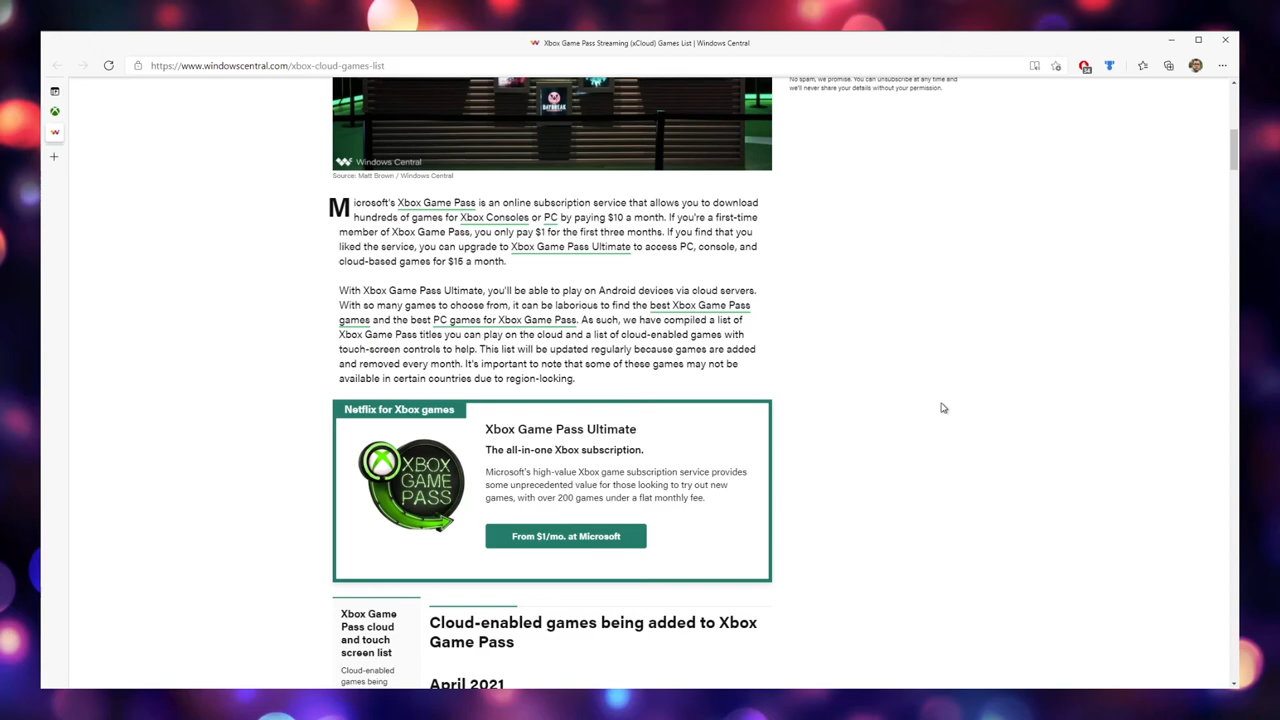 Xbox Game Pass Streaming (xCloud) Games List | Windows Central
https://www.windowscentral.com/xbox-cloud-games-list
No spam, we promise. You can unsubscribe at any time and
we'll never share your details without your permission.
DAYBREAK
Windows Central
Source: Matt Brown / Windows Central
Microsoft's Xbox Game Pass is an online subscription service that allows you to download
hundreds of games for Xbox Consoles or PC by paying $10 a month. If you're a first-time
member of Xbox Game Pass, you only pay $1 for the first three months. If you find that you
liked the service, you can upgrade to Xbox Game Pass Ultimate to access PC, console, and
cloud-based games for $15 a month.
With Xbox Game Pass Ultimate, you'll be able to play on Android devices via cloud servers.
With so many games to choose from, it can be laborious to find the best Xbox Game Pass
games and the best PC games for Xbox Game Pass. As such, we have compiled a list of
Xbox Game Pass titles you can play on the cloud and a list of cloud-enabled games with
touch-screen controls to help. This list will be updated regularly because games are added
and removed every month. It's important to note that some of these games may not be
available in certain countries due to region-locking.
Netflix for Xbox games
XBOX
GAME
PASS
Xbox Game Pass Ultimate
The all-in-one Xbox subscription.
Microsoft's high-value Xbox game subscription service provides
some unprecedented value for those looking to try out new
games, with over 200 games under a flat monthly fee.
From $1/mo. at Microsoft
Xbox Game
Pass cloud
and touch
screen list
Cloud-enabled
games being
Cloud-enabled games being added to Xbox
Game Pass
April 2021